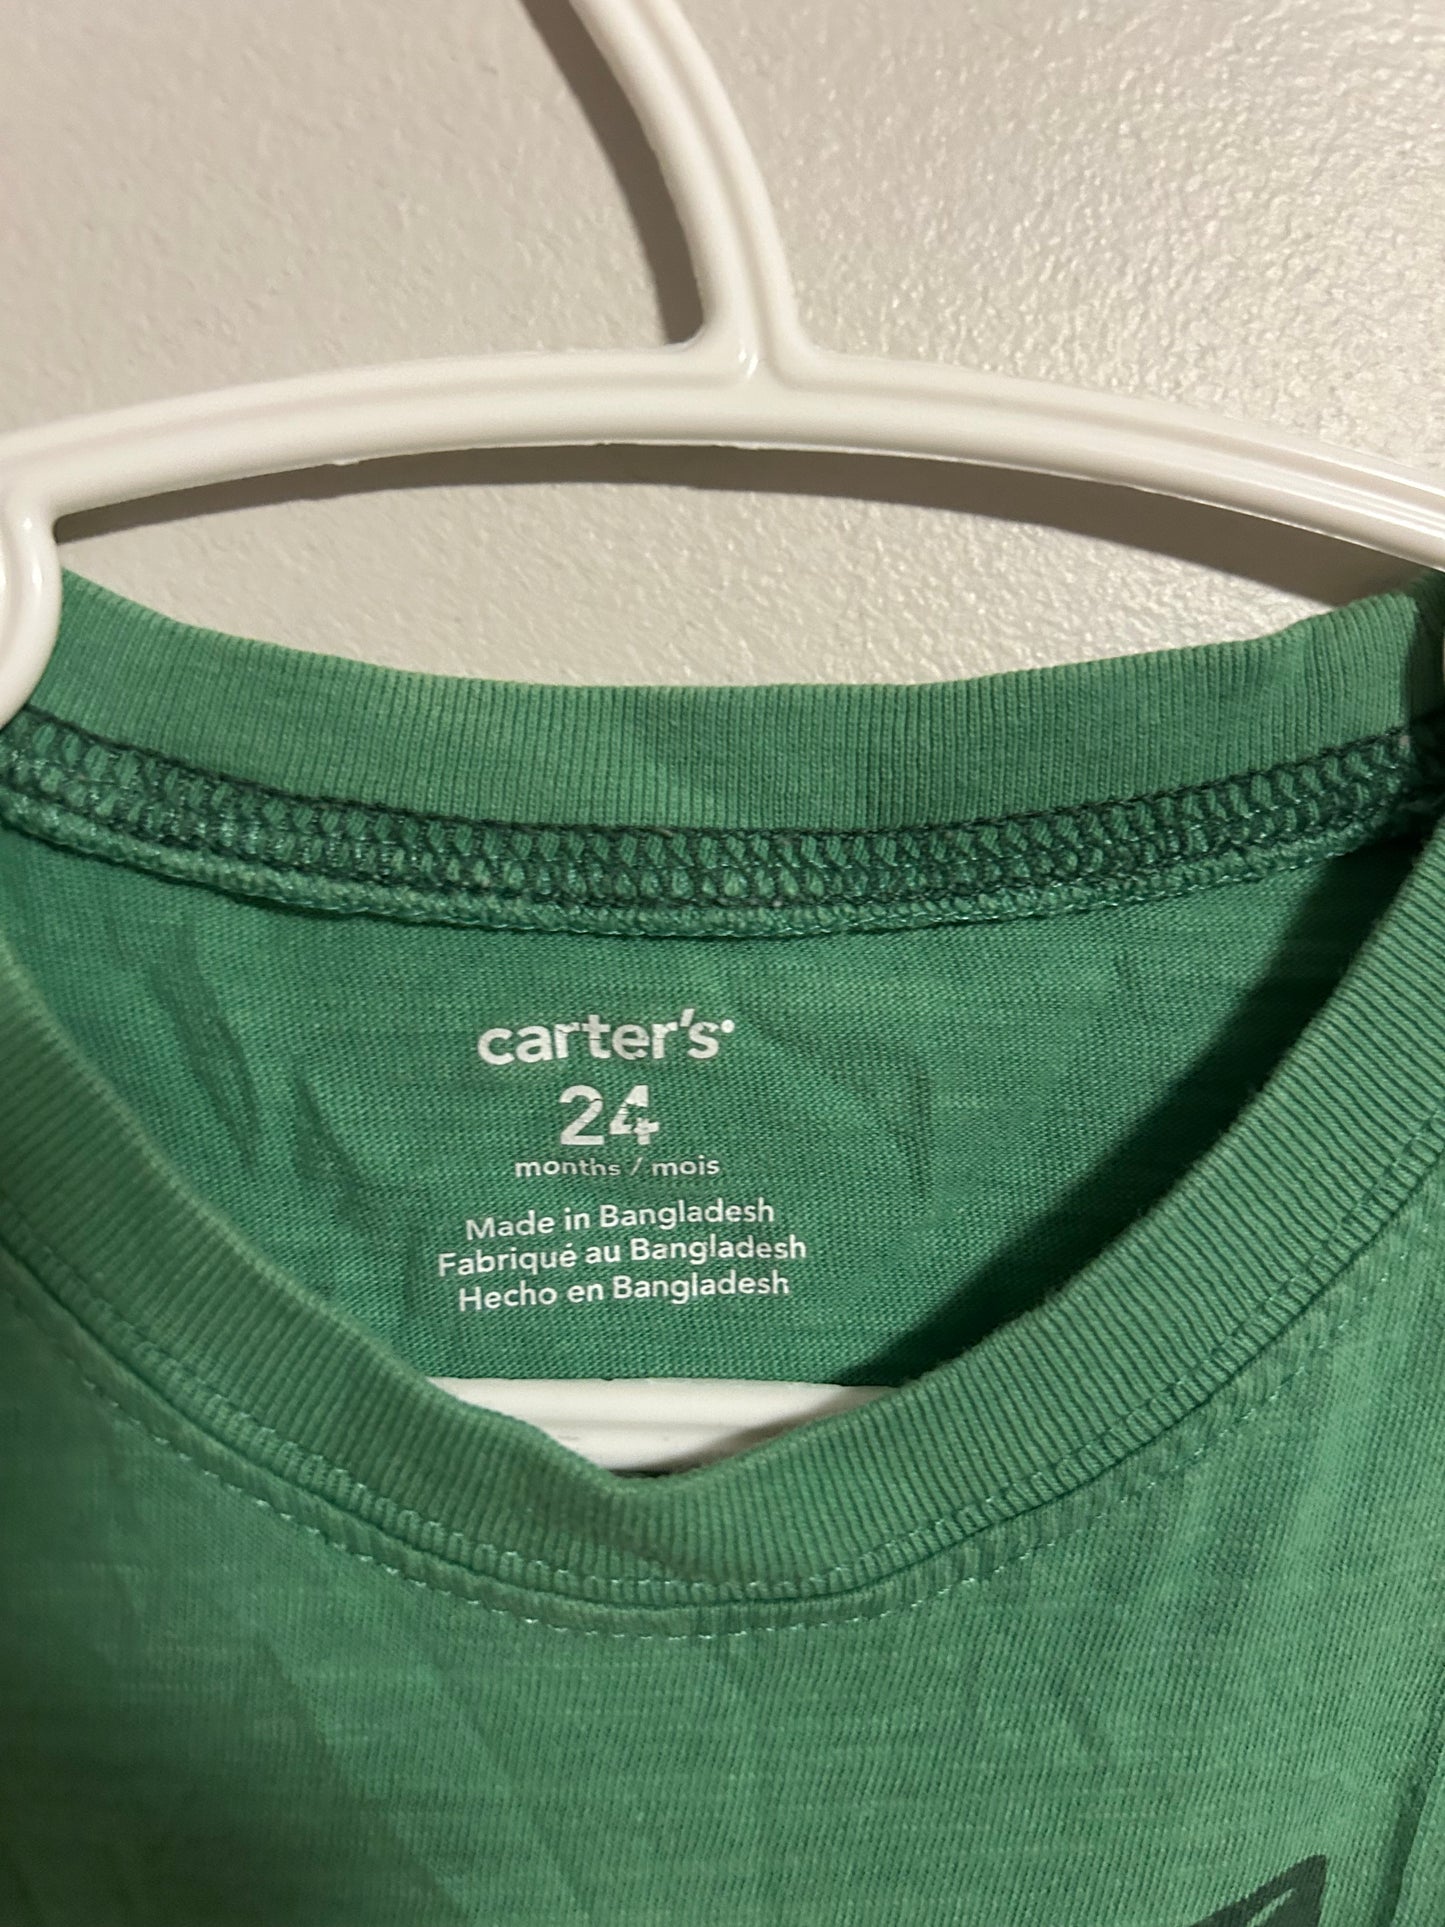 carter's
24
months / mois
Made in Bangladesh
Fabriqué au Bangladesh
Hecho en Bangladesh